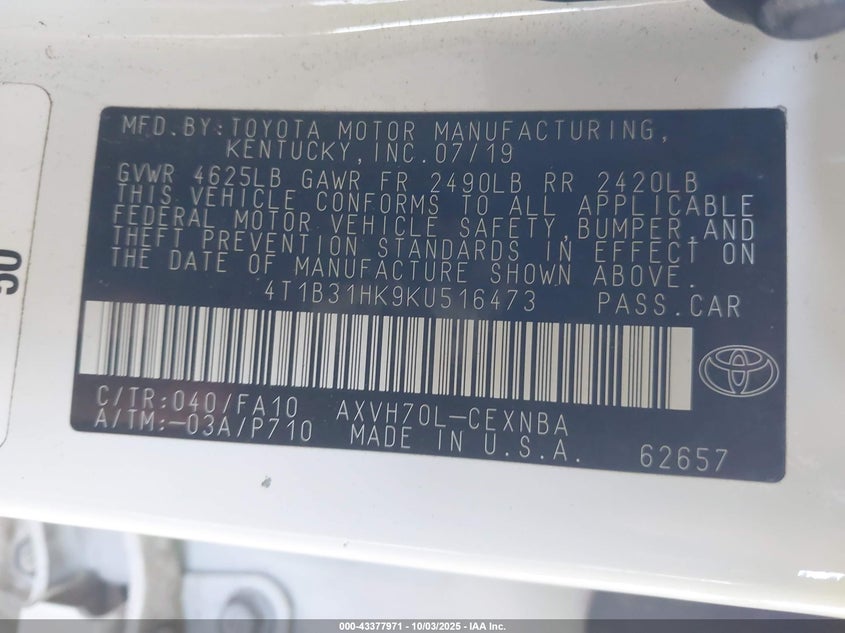 MFD.BY:TOYOTA MOTOR MANUFACTURING,
KENTUCKY,INC.07/19
GVWR 4625LB GAWR FR 2490LB RR 2420LB
THIS VEHICLE CONFORMS TO ALL APPLICABLE
FEDERAL MOTOR VEHICLE SAFETY,BUMPER,AND
THEFT PREVENTION STANDARDS IN EFFECT ON
THE DATE OF MANUFACTURE SHOWN ABOVE.
4T1B31HK9KU516473 PASS.CAR
C/TR:040/FA10 AXVH70L-CEXNBA
A/TM:-03A/P710 MADE IN U.S.A. 62657
000-43377971 | 10/03/2025 | IAA Inc.